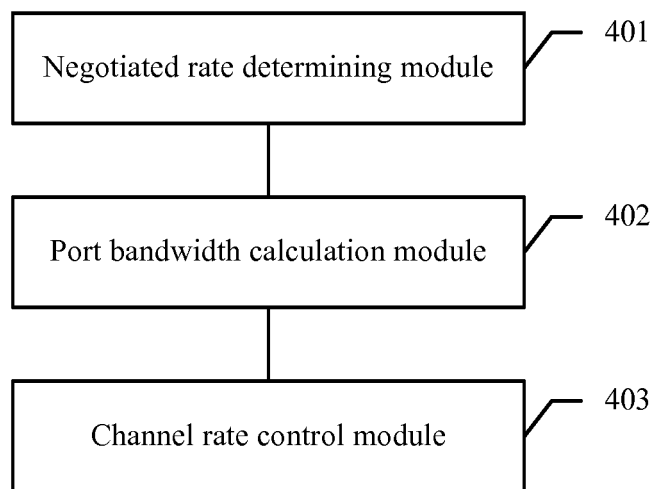 401
Negotiated rate determining module
402
Port bandwidth calculation module
403
Channel rate control module